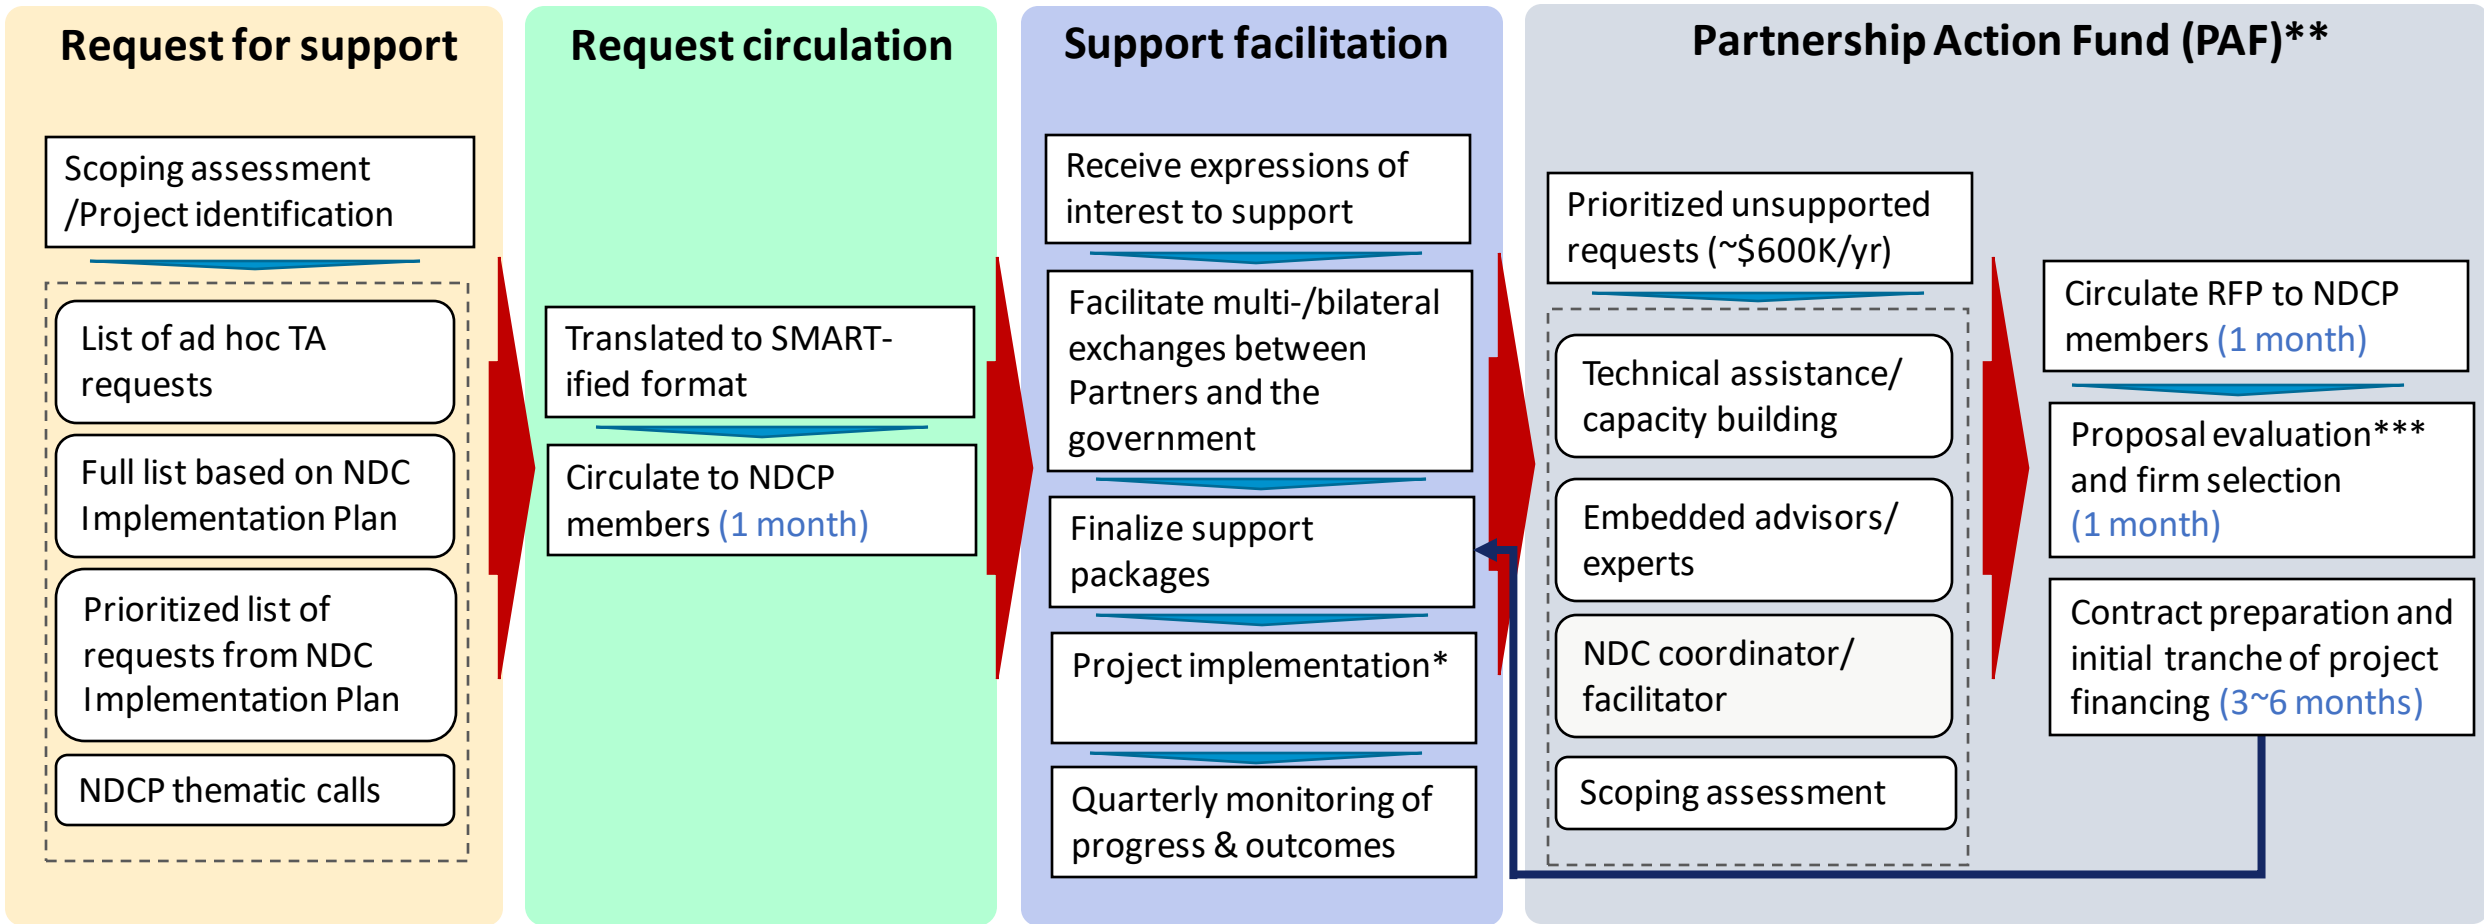 Request for support
Scoping assessment
/Project identification
List of ad hoc TA
requests
Full list based on NDC
Implementation Plan
Prioritized list of
requests from NDC
Implementation Plan
NDCP thematic calls
Request circulation
Translated to SMART-
ified format
Circulate to NDCP
members (1 month)
Support facilitation
Receive expressions of
interest to support
Facilitate multi-/bilateral
exchanges between
Partners and the
government
Finalize support
packages
Project implementation*
Quarterly monitoring of
progress & outcomes
Partnership Action Fund (PAF)**
Prioritized unsupported
requests (~$600K/yr)
Technical assistance/
capacity building
Embedded advisors/
experts
NDC coordinator/
facilitator
Scoping assessment
Circulate RFP to NDCP
members (1 month)
Proposal evaluation***
and firm selection
(1 month)
Contract preparation and
initial tranche of project
financing (3~6 months)